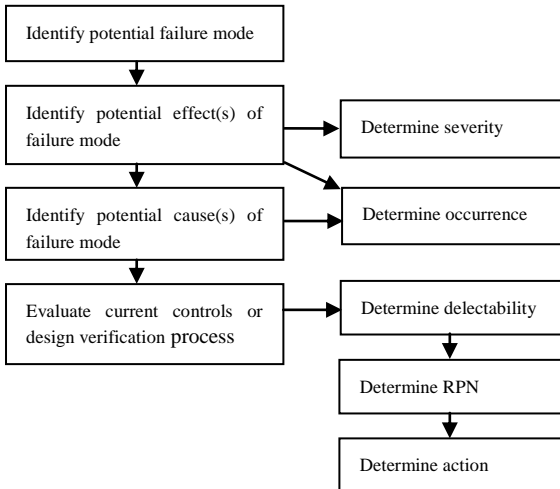 Identify potential failure mode
Identify potential effect(s) of
failure mode
Determine severity
Identify potential cause(s) of
failure mode
Determine occurrence
Evaluate current controls or
design verification process
Determine delectability
Determine RPN
Determine action